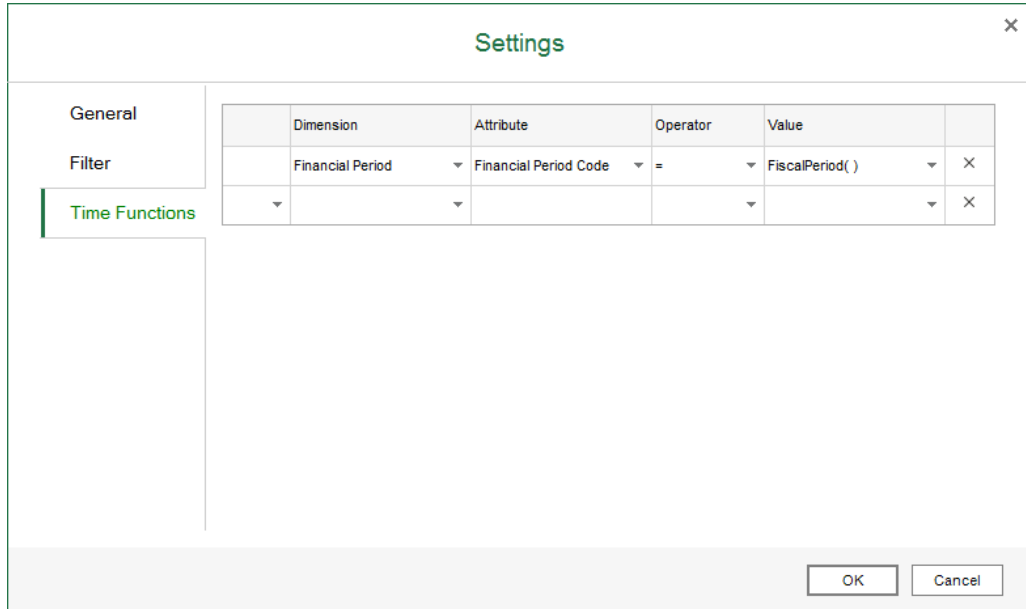 Settings
General
Filter
Time Functions
Dimension Attribute Operator Value
Financial Period Financial Period Code = FiscalPeriod( )
OK Cancel